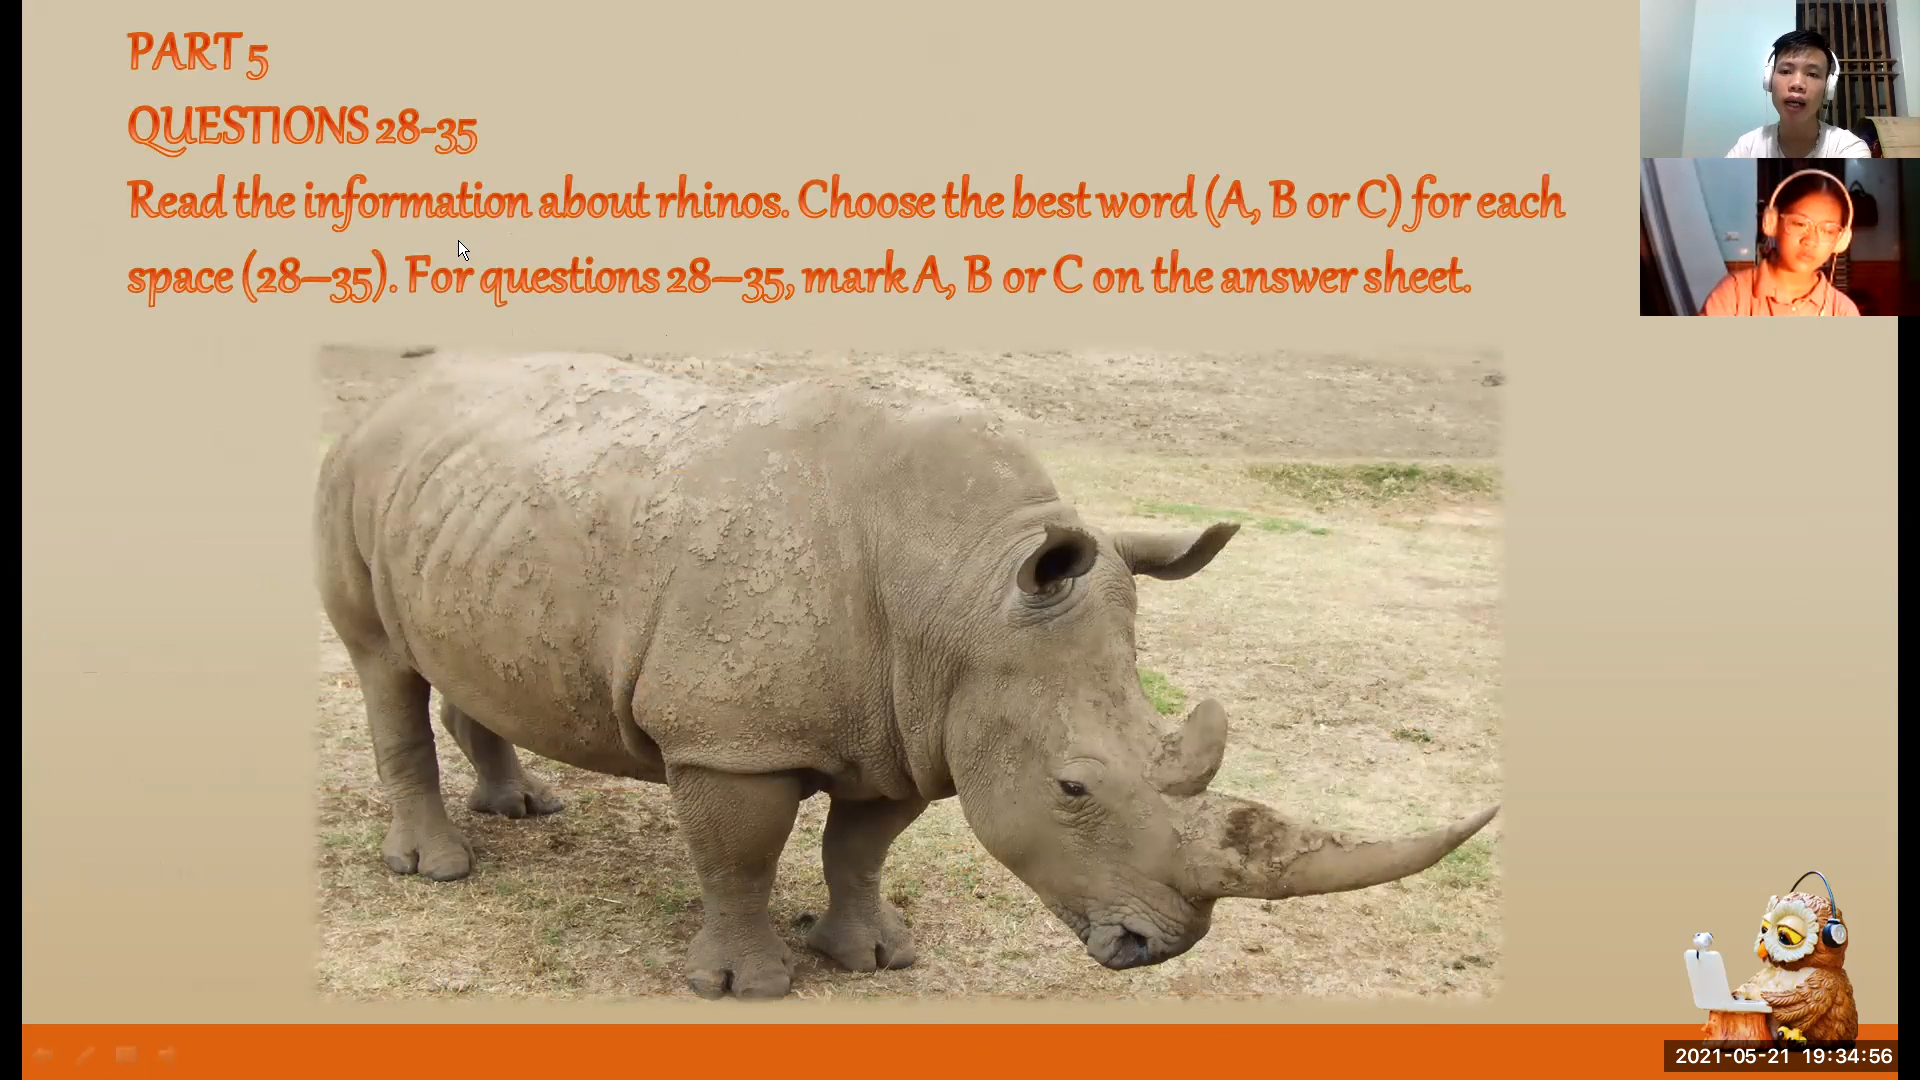 PART 5
QUESTIONS 28-35
Read the information about rhinos. Choose the best word (A, B or C) for each
space (28–35). For questions 28–35, mark A, B or C on the answer sheet.
2021-05-21 19:34:56